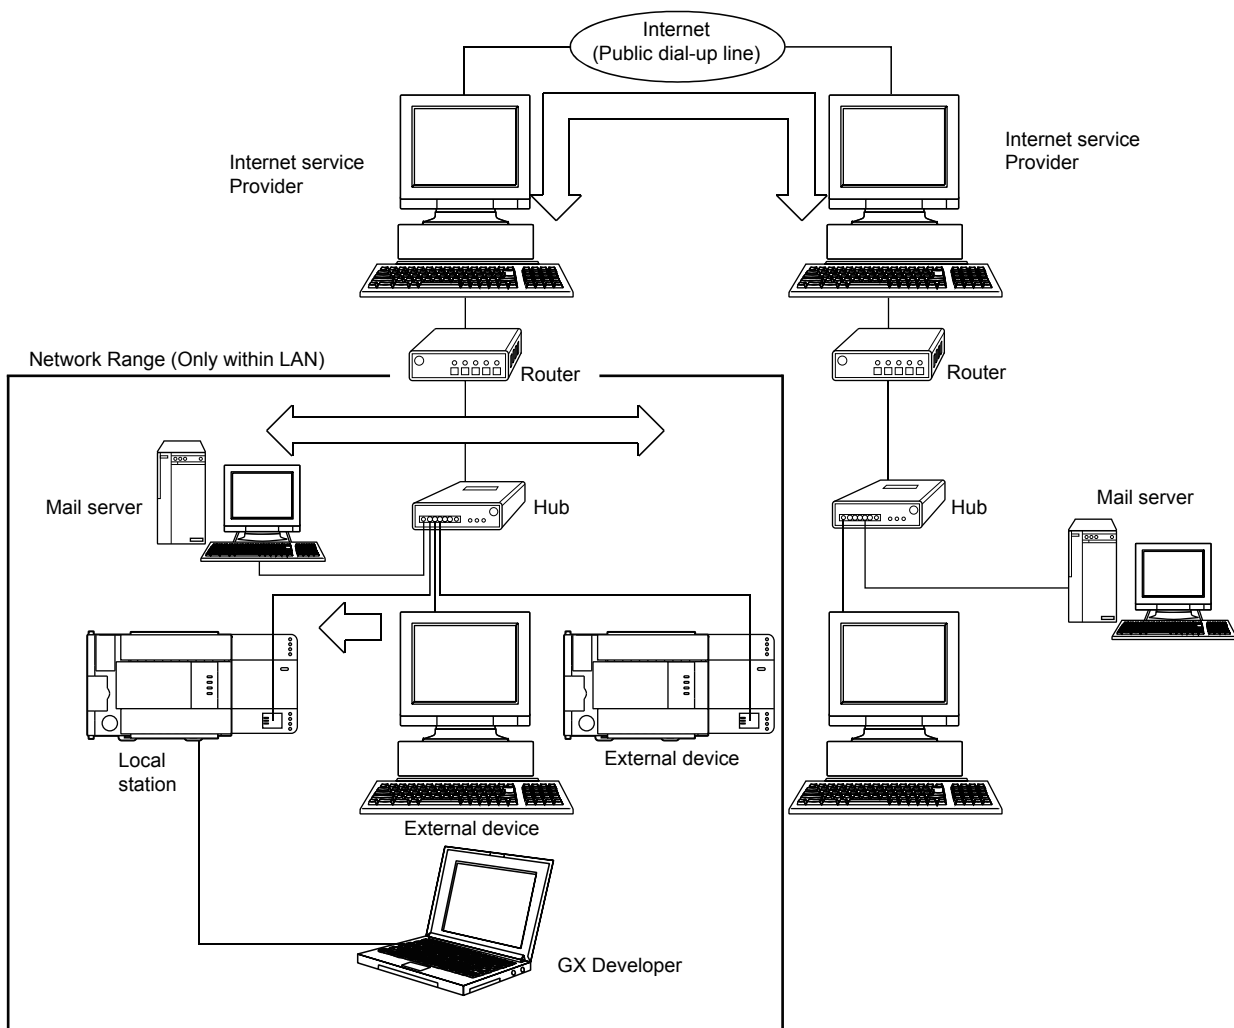 Internet
(Public dial-up line)
Internet service
Provider
Internet service
Provider
Network Range (Only within LAN)
Router
Router
Mail server
Hub
Hub
Mail server
Local
station
External device
External device
GX Developer